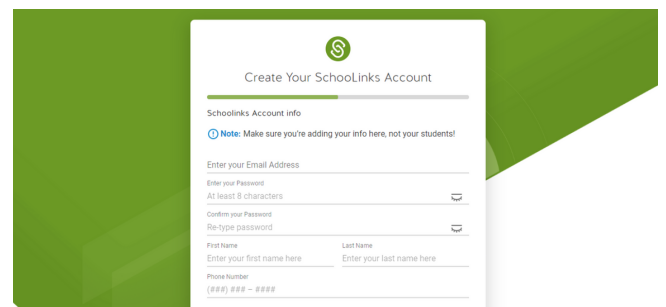 Create Your SchooLinks Account
Schoolinks Account info
Note: Make sure you're adding your info here, not your students!
Enter your Email Address
Enter your Password
At least 8 characters
Confirm your Password
Re-type password
First Name Last Name
Enter your first name here Enter your last name here
Phone Number
(###) ### – ####